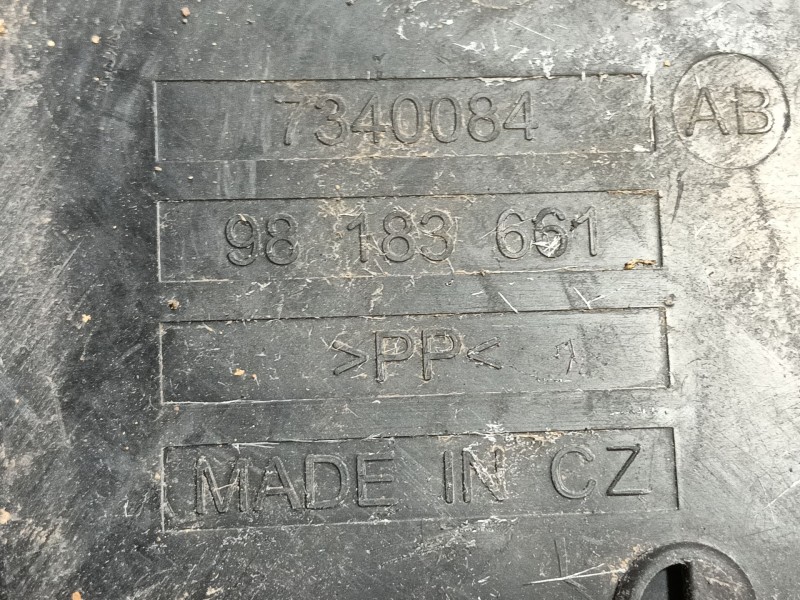 7340084 AB
98 183 661
>PP<
MADE IN CZ